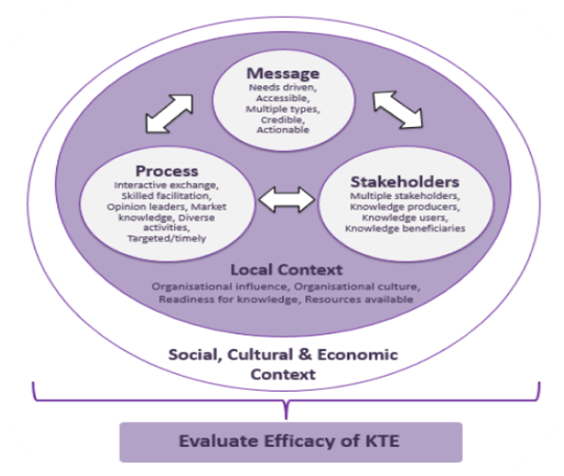 Message
Needs driven,
Accessible,
Multiple types,
Credible,
Actionable
Process
Interactive exchange,
Skilled facilitation,
Opinion leaders, Market
knowledge, Diverse
activities,
Targeted/timely
Stakeholders
Multiple stakeholders,
Knowledge producers,
Knowledge users,
Knowledge beneficiaries
Local Context
Organisational influence, Organisational culture,
Readiness for knowledge, Resources available
Social, Cultural & Economic
Context
Evaluate Efficacy of KTE